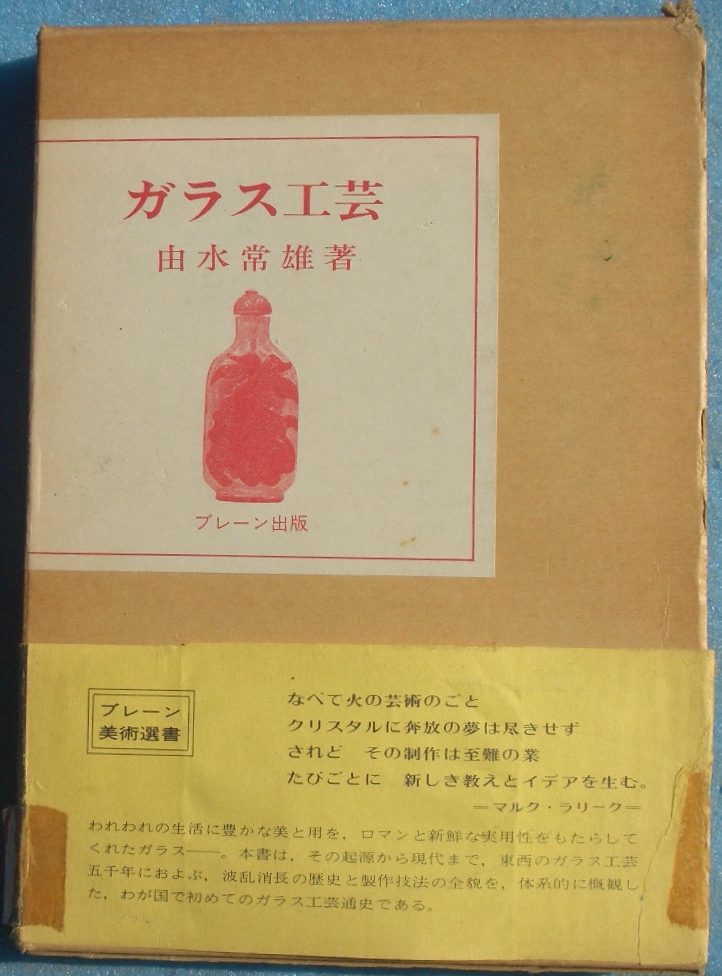 ガラス工芸
由水常雄著
ブレーン出版
ブレーン
美術選書
なべて火の芸術のごと
クリスタルに奔放の夢は尽きせず
されど　その制作は至難の業
たびごとに　新しき教えとイデアを生む。
＝マルク・ラリーク＝
われわれの生活に豊かな美と用を，ロマンと新鮮な実用性をもたらして
くれたガラス――。本書は，その起源から現代まで，東西のガラス工芸
五千年におよぶ，波乱消長の歴史と製作技法の全貌を，体系的に概観し
た，わが国で初めてのガラス工芸通史である。